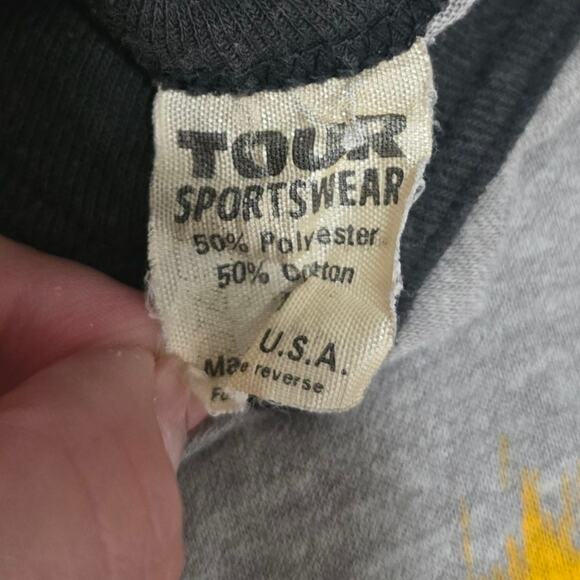 TOUR
SPORTSWEAR
50% Polyester
50% Cotton
U.S.A.
reverse